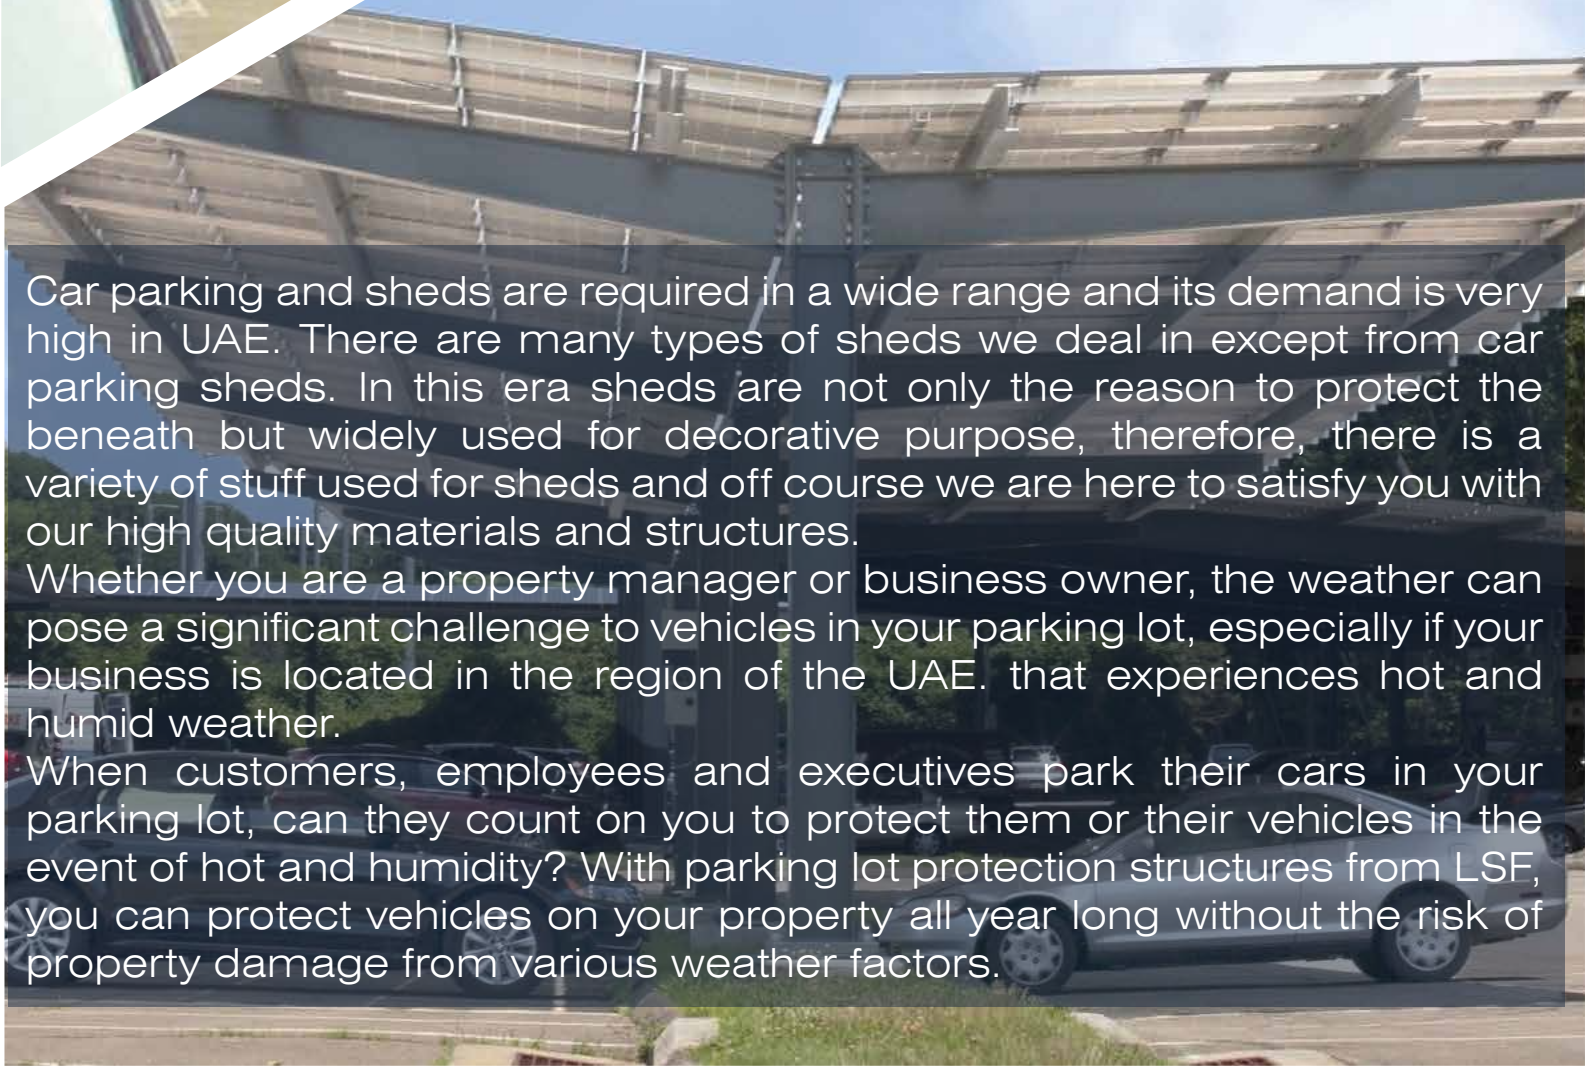 Car parking and sheds are required in a wide range and its demand is very
high in UAE. There are many types of sheds we deal in except from car
parking sheds. In this era sheds are not only the reason to protect the
beneath but widely used for decorative purpose, therefore, there is a
variety of stuff used for sheds and off course we are here to satisfy you with
our high quality materials and structures.
Whether you are a property manager or business owner, the weather can
pose a significant challenge to vehicles in your parking lot, especially if your
business is located in the region of the UAE. that experiences hot and
humid weather.
When customers, employees and executives park their cars in your
parking lot, can they count on you to protect them or their vehicles in the
event of hot and humidity? With parking lot protection structures from LSF,
you can protect vehicles on your property all year long without the risk of
property damage from various weather factors.